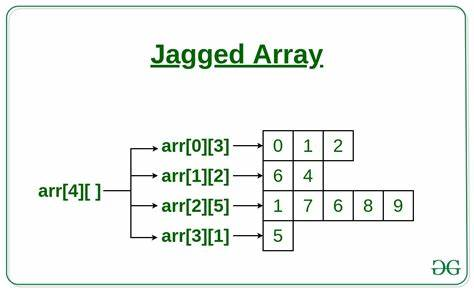 Jagged Array
arr[0][3] 0 1 2
arr[1][2] 6 4
arr[4][ ]
arr[2][5] 1 7 6 8 9
arr[3][1] 5